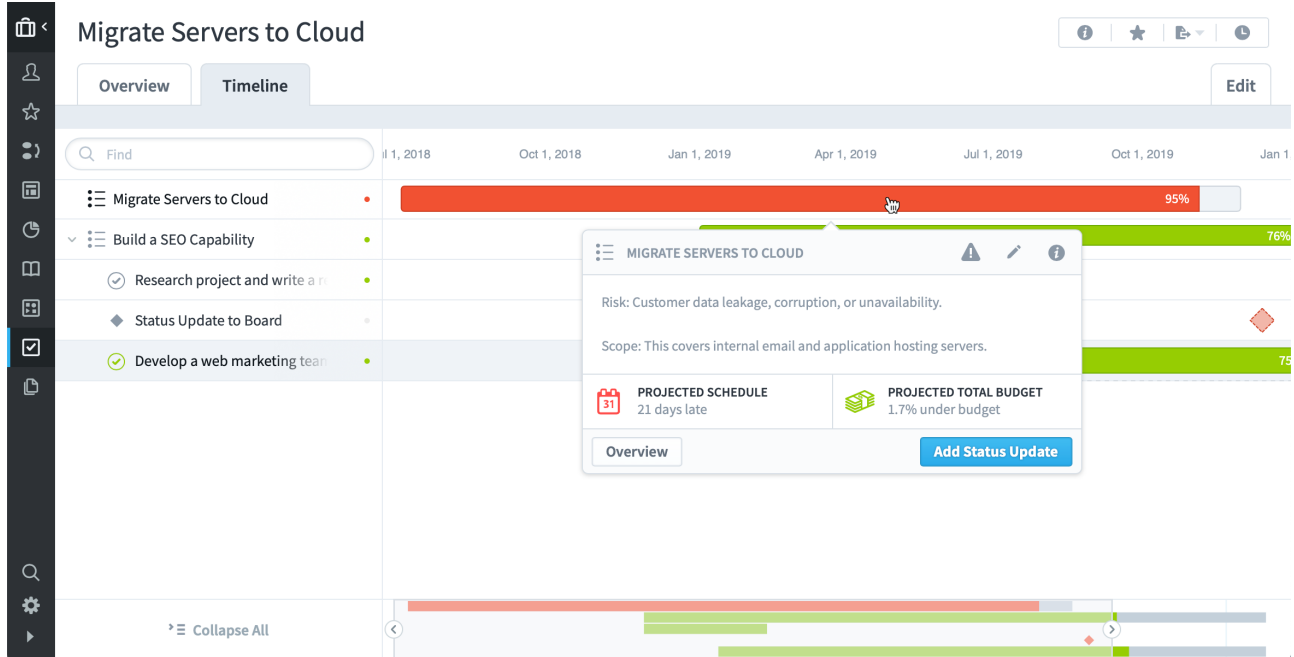 Migrate Servers to Cloud
Overview
Timeline
Edit
Find
l 1, 2018
Oct 1, 2018
Jan 1, 2019
Apr 1, 2019
Jul 1, 2019
Oct 1, 2019
Jan 1
Migrate Servers to Cloud
95%
Build a SEO Capability
76%
Research project and write a r
Status Update to Board
Develop a web marketing team
75
MIGRATE SERVERS TO CLOUD
Risk: Customer data leakage, corruption, or unavailability.
Scope: This covers internal email and application hosting servers.
31
PROJECTED SCHEDULE
21 days late
PROJECTED TOTAL BUDGET
1.7% under budget
Overview
Add Status Update
Collapse All